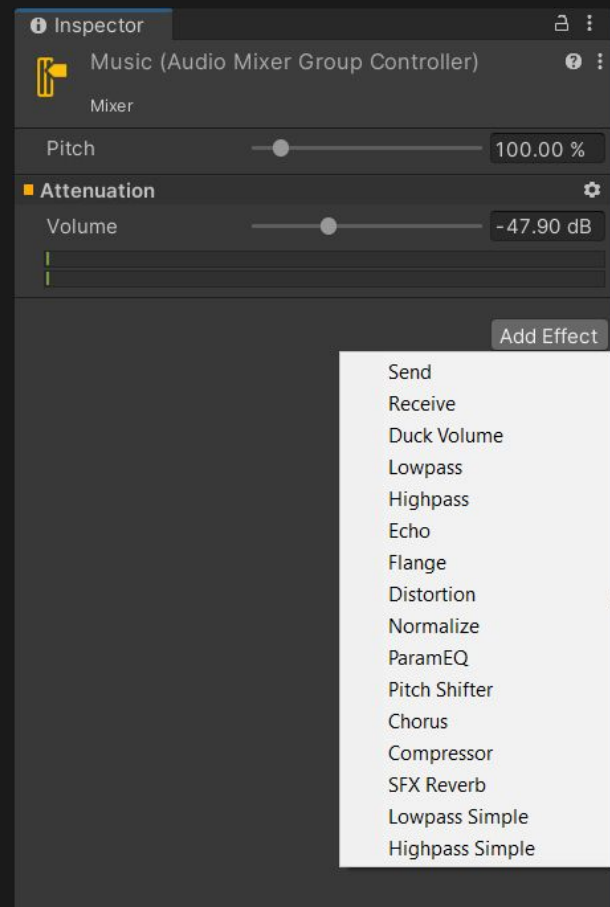 Inspector
Music (Audio Mixer Group Controller)
Mixer
Pitch 100.00 %
Attenuation
Volume -47.90 dB
Add Effect
Send
Receive
Duck Volume
Lowpass
Highpass
Echo
Flange
Distortion
Normalize
ParamEQ
Pitch Shifter
Chorus
Compressor
SFX Reverb
Lowpass Simple
Highpass Simple